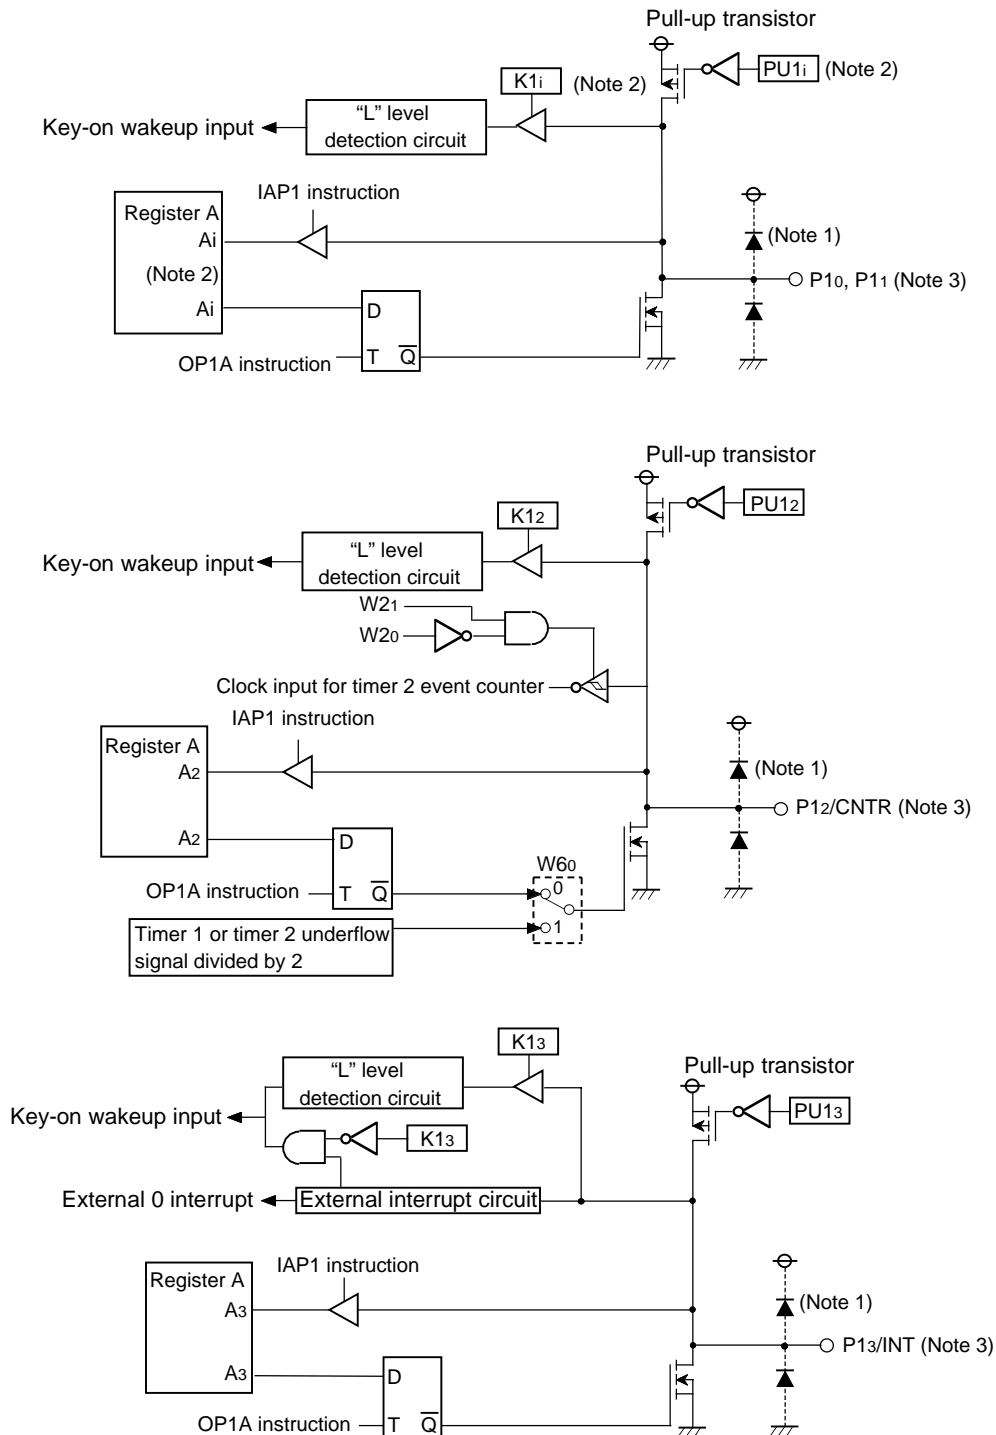 Pull-up transistor
PU1i (Note 2)
K1i (Note 2)
Key-on wakeup input
“L” level
detection circuit
IAP1 instruction
Register A
Ai
(Note 2)
Ai
(Note 1)
P10, P11 (Note 3)
D
T Q
OP1A instruction
Pull-up transistor
PU12
K12
Key-on wakeup input
“L” level
detection circuit
W21
W20
Clock input for timer 2 event counter
IAP1 instruction
Register A
A2
A2
(Note 1)
P12/CNTR (Note 3)
D
T Q
OP1A instruction
W60
0
1
Timer 1 or timer 2 underflow
signal divided by 2
K13
Pull-up transistor
PU13
“L” level
detection circuit
Key-on wakeup input
K13
External 0 interrupt
External interrupt circuit
IAP1 instruction
Register A
A3
A3
(Note 1)
P13/INT (Note 3)
D
T Q
OP1A instruction